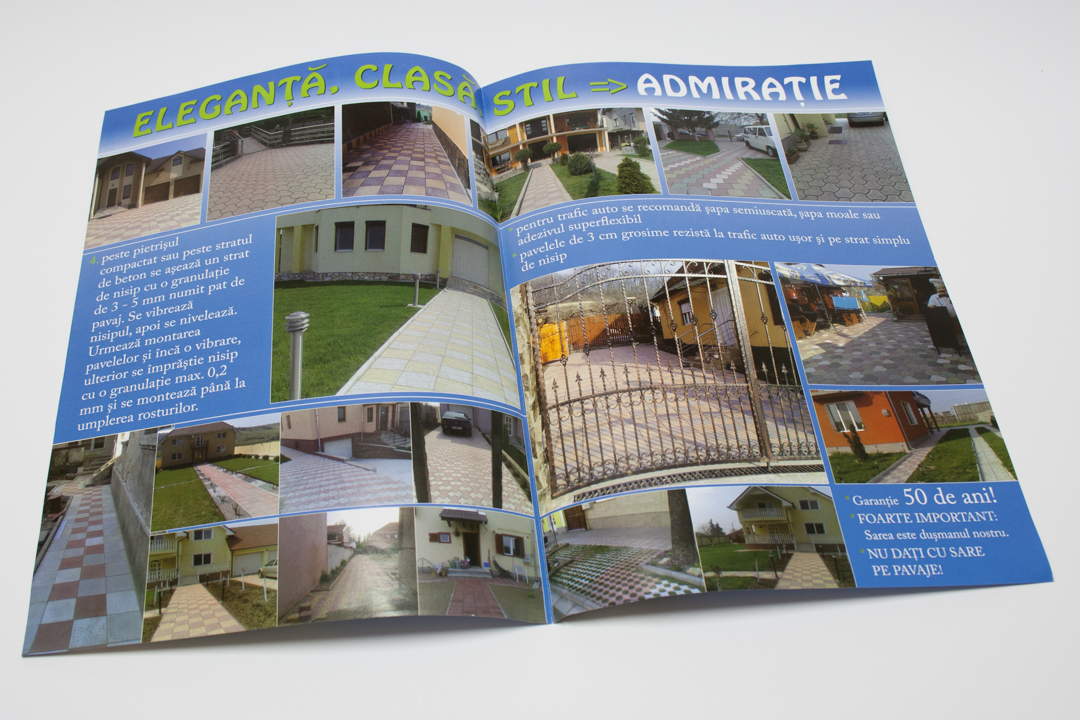 ELEGANȚĂ, CLASĂ STIL => ADMIRAȚIE
4. peste pietrișul
compactat sau peste stratul
de beton se așează un strat
de nisip cu o granulație
de 3 - 5 mm numit pat de
pavaj. Se vibrează
nisipul, apoi se nivelează.
Urmează montarea
pavelelor și încă o vibrare,
ulterior se împrăștie nisip
cu o granulație max. 0,2
mm și se montează până la
umplerea rosturilor.
pentru trafic auto se recomandă șapa semiuscată, șapa moale sau
adezivul superflexibil
pavelele de 3 cm grosime rezistă la trafic auto ușor și pe strat simplu
de nisip
Garanție 50 de ani!
FOARTE IMPORTANT:
Sarea este dușmanul nostru.
NU DAȚI CU SARE
PE PAVAJE!